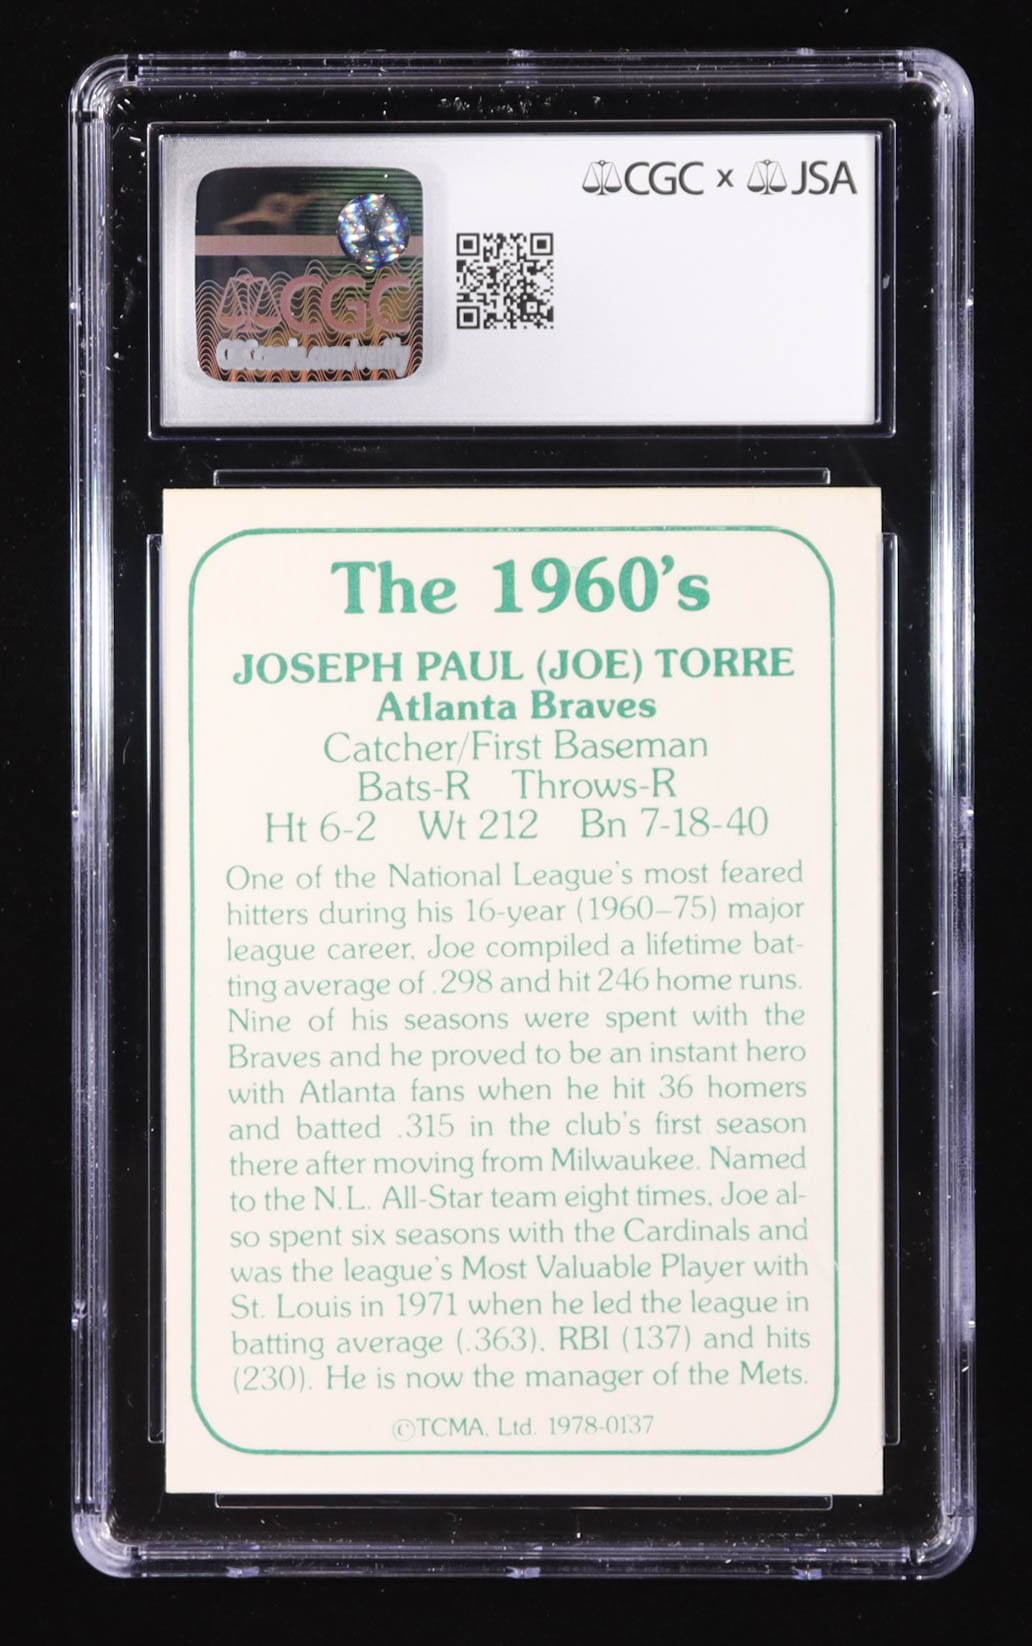 CGC x JSA
CGC
The 1960's
JOSEPH PAUL (JOE) TORRE
Atlanta Braves
Catcher/First Baseman
Bats-R Throws-R
Ht 6-2 Wt 212 Bn 7-18-40
One of the National League's most feared
hitters during his 16-year (1960-75) major
league career, Joe compiled a lifetime bat-
ting average of .298 and hit 246 home runs.
Nine of his seasons were spent with the
Braves and he proved to be an instant hero
with Atlanta fans when he hit 36 homers
and batted .315 in the club's first season
there after moving from Milwaukee. Named
to the N.L. All-Star team eight times, Joe al-
so spent six seasons with the Cardinals and
was the league's Most Valuable Player with
St. Louis in 1971 when he led the league in
batting average (.363), RBI (137) and hits
(230). He is now the manager of the Mets.
©TCMA, Ltd. 1978-0137